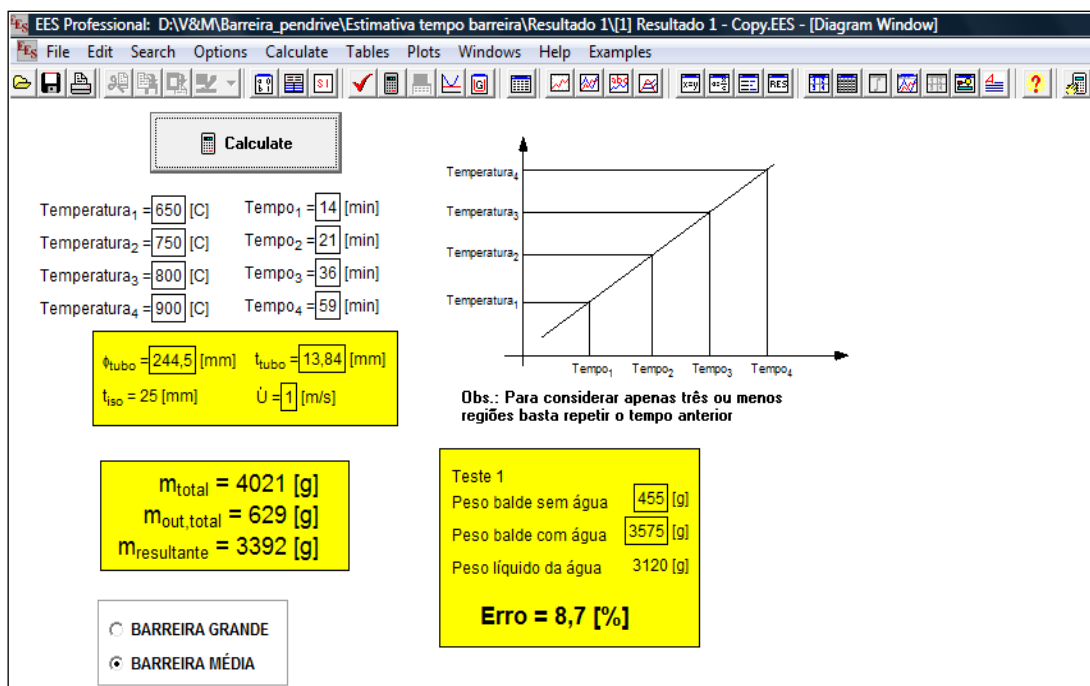 EES Professional: D:\V&M\Barreira_pendrive\Estimativa tempo barreira\Resultado 1\[1] Resultado 1 - Copy.EES - [Diagram Window]
File Edit Search Options Calculate Tables Plots Windows Help Examples
Calculate
Temperatura1 = 650 [C] Tempo1 = 14 [min]
Temperatura2 = 750 [C] Tempo2 = 21 [min]
Temperatura3 = 800 [C] Tempo3 = 36 [min]
Temperatura4 = 900 [C] Tempo4 = 59 [min]
ϕtubo = 244,5 [mm] ttubo = 13,84 [mm]
tiso = 25 [mm] U̇ = 1 [m/s]
mtotal = 4021 [g]
mout,total = 629 [g]
mresultante = 3392 [g]
BARREIRA GRANDE
BARREIRA MÉDIA
Temperatura4
Temperatura3
Temperatura2
Temperatura1
Tempo1 Tempo2 Tempo3 Tempo4
Obs.: Para considerar apenas três ou menos
regiões basta repetir o tempo anterior
Teste 1
Peso balde sem água 455 [g]
Peso balde com água 3575 [g]
Peso líquido da água 3120 [g]
Erro = 8,7 [%]